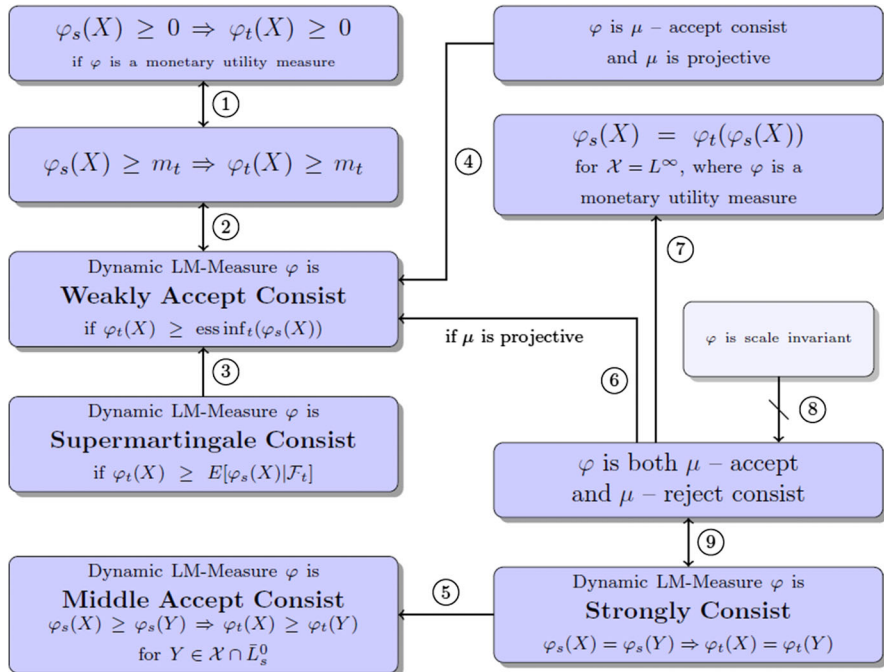 φ_s(X) ≥ 0 ⇒ φ_t(X) ≥ 0
if φ is a monetary utility measure
①
φ_s(X) ≥ m_t ⇒ φ_t(X) ≥ m_t
②
Dynamic LM-Measure φ is
Weakly Accept Consist
if φ_t(X) ≥ ess inf_t(φ_s(X))
③
Dynamic LM-Measure φ is
Supermartingale Consist
if φ_t(X) ≥ E[φ_s(X)|ℱ_t]
Dynamic LM-Measure φ is
Middle Accept Consist
φ_s(X) ≥ φ_s(Y) ⇒ φ_t(X) ≥ φ_t(Y)
for Y ∈ 𝒳 ∩ L̄⁰_s
φ is μ – accept consist
and μ is projective
④
φ_s(X) = φ_t(φ_s(X))
for 𝒳 = L^∞, where φ is a
monetary utility measure
⑦
if μ is projective
⑥
φ is scale invariant
⑧
φ is both μ – accept
and μ – reject consist
⑨
⑤
Dynamic LM-Measure φ is
Strongly Consist
φ_s(X) = φ_s(Y) ⇒ φ_t(X) = φ_t(Y)